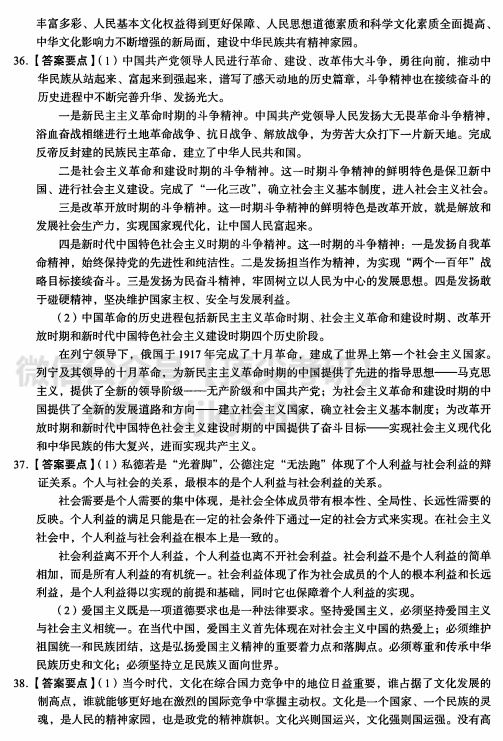 丰富多彩、人民基本文化权益得到更好保障、人民思想道德素质和科学文化素质全面提高、
中华文化影响力不断增强的新局面，建设中华民族共有精神家园。
36.【答案要点】（1）中国共产党领导人民进行革命、建设、改革伟大斗争，勇往向前，推动中
华民族从站起来、富起来到强起来，谱写了感天动地的历史篇章，斗争精神也在接续奋斗的
历史进程中不断完善升华、发扬光大。
一是新民主主义革命时期的斗争精神。中国共产党领导人民发扬大无畏革命斗争精神，
浴血奋战相继进行土地革命战争、抗日战争、解放战争，为劳苦大众打下一片新天地。完成
反帝反封建的民族民主革命，建立了中华人民共和国。
二是社会主义革命和建设时期的斗争精神。这一时期斗争精神的鲜明特色是保卫新中
国、进行社会主义建设。完成了“一化三改”，确立社会主义基本制度，进人社会主义社会。
三是改革开放时期的斗争精神。这一时期斗争精神的鲜明特色是改革开放，就是解放和
发展社会生产力，实现国家现代化，让中国人民富起来。
四是新时代中国特色社会主义时期的斗争精神。这一时期的斗争精神：一是发扬自我革
命精神，始终保持党的先进性和纯洁性。二是发扬担当作为精神，为实现“两个一百年”战
略目标接续奋斗。三是发扬为民奋斗精神，牢固树立以人民为中心的发展思想。四是发扬敢
于碰硬精神，坚决维护国家主权、安全与发展利益。
（2）中国革命的历史进程包括新民主主义革命时期、社会主义革命和建设时期、改革开
放时期和新时代中国特色社会主义建设时期四个历史阶段。
在列宁领导下，俄国于1917年完成了十月革命。建成了世界上第一个社会主义国家。
列宁及其领导的十月革命，为新民主主义革命时期的中国提供了先进的指导思想——马克思
主义，提供了全新的领导阶级——无产阶级和中国共产党；为社会主义革命和建设时期的中
国提供了全新的发展道路和方向——建立社会主义国家，确立社会主义基本制度；为改革开
放时期和新时代中国特色社会主义建设时期的中国提供了奋斗目标——实现社会主义现代化
和中华民族的伟大复兴，进而实现共产主义。
37.【答案要点】（1）私德若是“光着脚”，公德注定“无法跑”体现了个人利益与社会利益的辩
证关系。个人与社会的关系，最根本的是个人利益与社会利益的关系。
社会需要是个人需要的集中体现，是社会全体成员带有根本性、全局性、长远性需要的
反映。个人利益的满足只能是在一定的社会条件下通过一定的社会方式来实现。在社会主义
社会中，个人利益与社会利益在根本上是一致的。
社会利益离不开个人利益，个人利益也离不开社会利益。社会利益不是个人利益的简单
相加，而是所有人利益的有机统一。社会利益体现了作为社会成员的个人的根本利益和长远
利益，是个人利益得以实现的前提和基础，同时它也保障着个人利益的实现。
（2）爱国主义既是一项道德要求也是一种法律要求。坚持爱国主义，必须坚持爱国主义
与社会主义相统一。在当代中国，爱国主义首先体现在对社会主义中国的热爱上；必须维护
祖国统一和民族团结，这是弘扬爱国主义精神的重要着力点和落脚点。必须尊重和传承中华
民族历史和文化；必须坚持立足民族又面向世界。
38.【答案要点】（1）当今时代，文化在综合国力竞争中的地位日益重要，谁占据了文化发展的
制高点，谁就能够更好地在激烈的国际竞争中掌握主动权。文化是一个国家、一个民族的灵
魂，是人民的精神家园，也是政党的精神旗帜。文化兴则国运兴，文化强则国运强。没有高